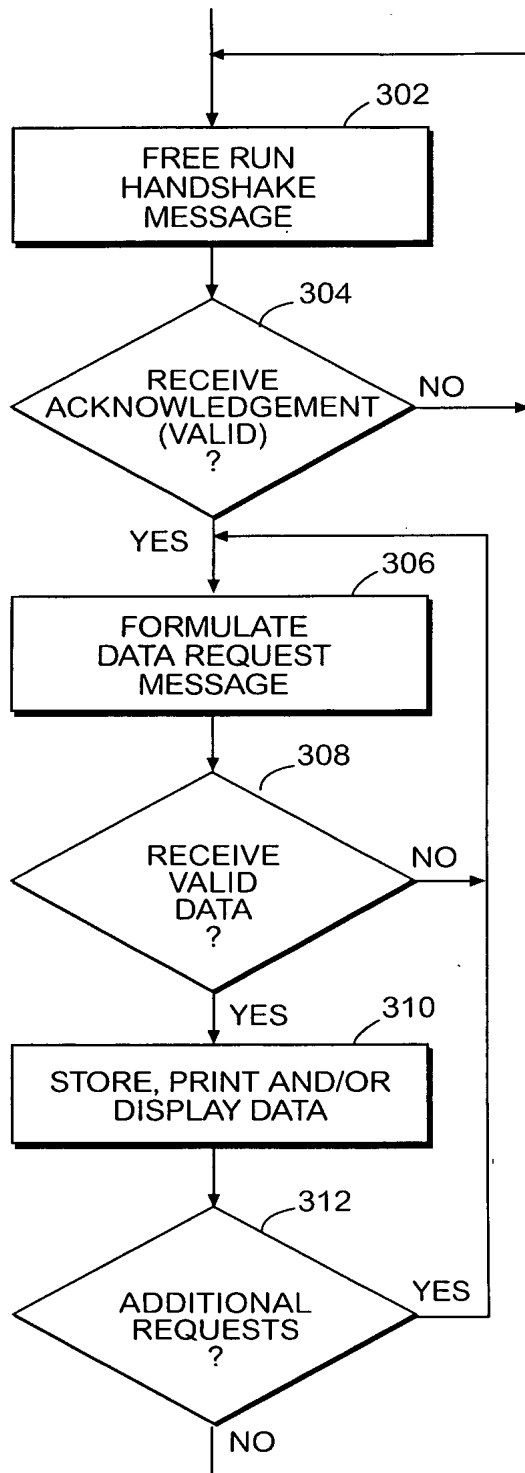 302
FREE RUN
HANDSHAKE
MESSAGE
304
RECEIVE
ACKNOWLEDGEMENT
(VALID)
?
NO
YES
306
FORMULATE
DATA REQUEST
MESSAGE
308
RECEIVE
VALID
DATA
?
NO
YES
310
STORE, PRINT AND/OR
DISPLAY DATA
312
ADDITIONAL
REQUESTS
?
YES
NO